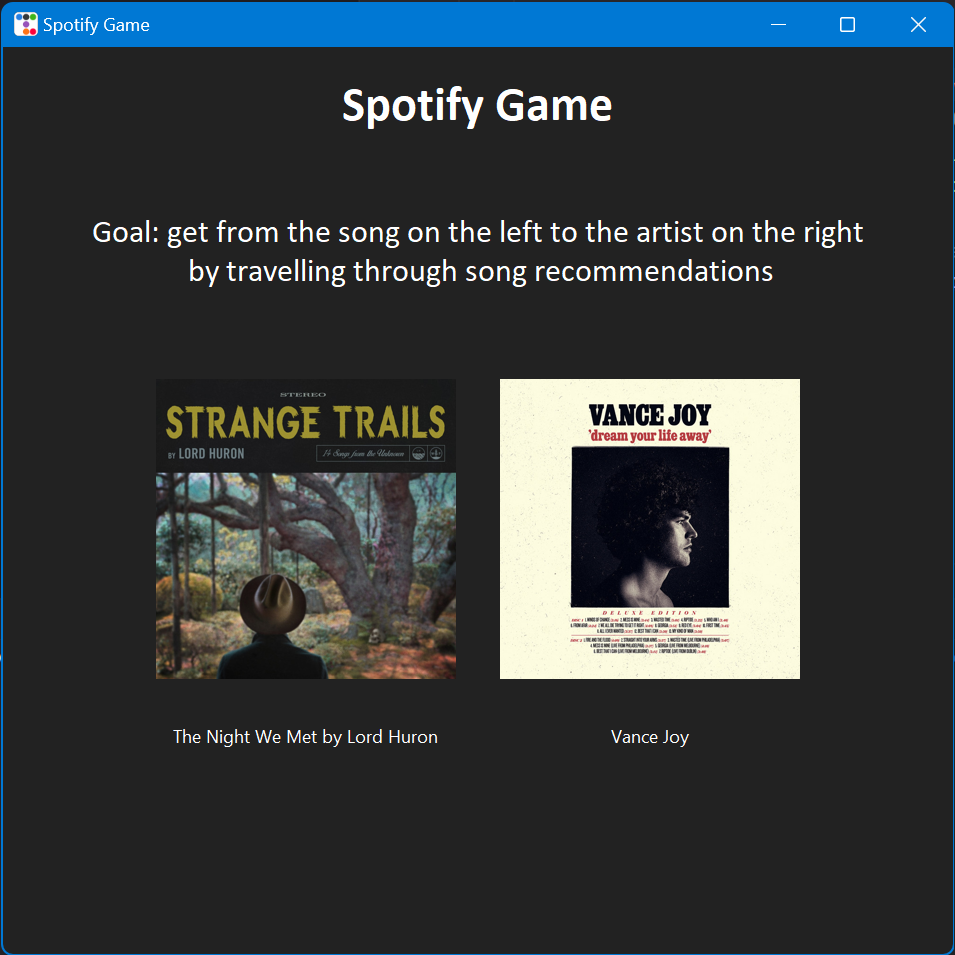 Spotify Game
Spotify Game
Goal: get from the song on the left to the artist on the right
by travelling through song recommendations
STEREO
STRANGE TRAILS
BY LORD HURON
14 Songs from the Unknown
VANCE JOY
'dream your life away'
DELUXE EDITION
The Night We Met by Lord Huron
Vance Joy